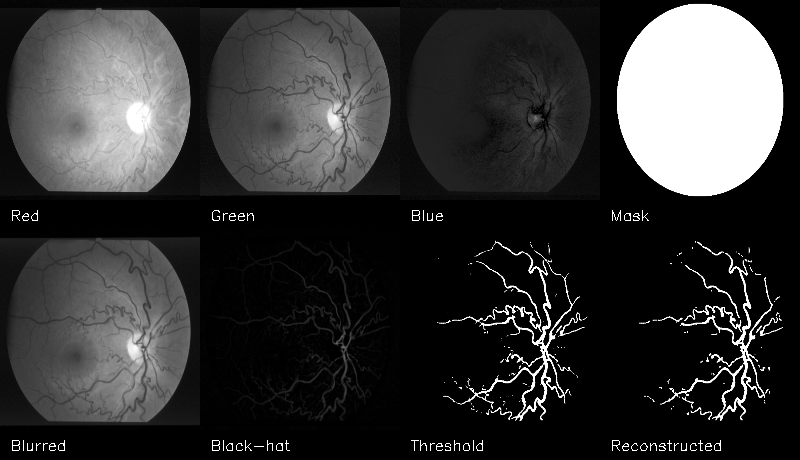 Red
Green
Blue
Mask
Blurred
Black-hat
Threshold
Reconstructed